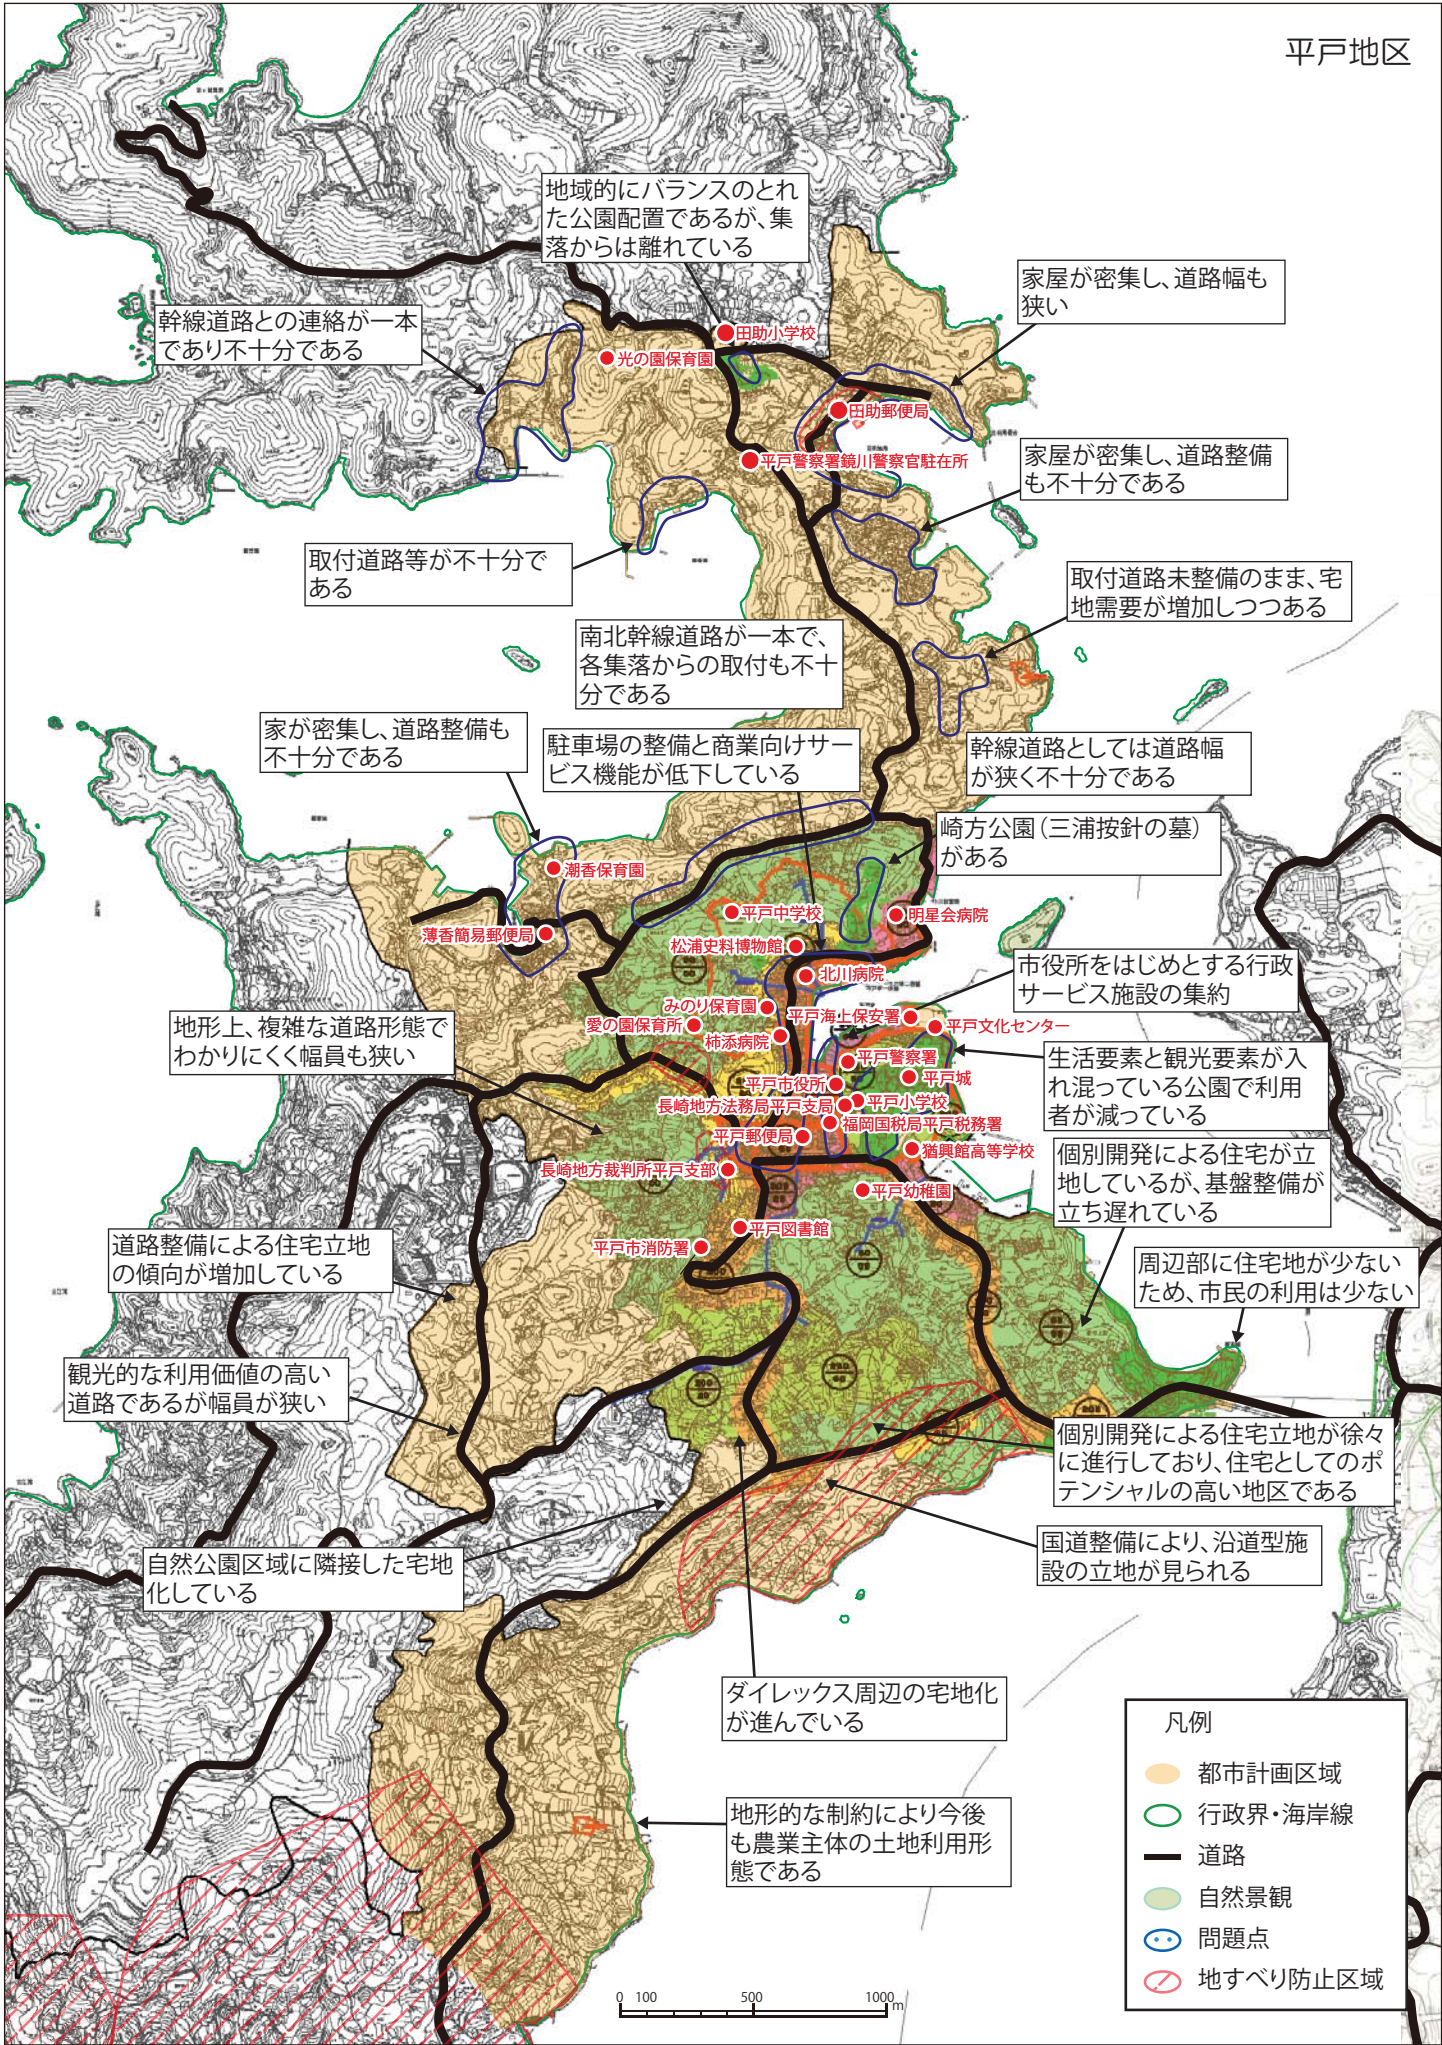 平戸地区
地域的にバランスのとれ
た公園配置であるが、集
落からは離れている
家屋が密集し、道路幅も
狭い
幹線道路との連絡が一本
であり不十分である
田助小学校
光の園保育園
田助郵便局
平戸警察署鏡川警察官駐在所
家屋が密集し、道路整備
も不十分である
取付道路等が不十分で
ある
取付道路未整備のまま、宅
地需要が増加しつつある
南北幹線道路が一本で、
各集落からの取付も不十
分である
家が密集し、道路整備も
不十分である
駐車場の整備と商業向けサー
ビス機能が低下している
幹線道路としては道路幅
が狭く不十分である
崎方公園（三浦按針の墓）
がある
潮香保育園
平戸中学校
明星会病院
薄香簡易郵便局
松浦史料博物館
北川病院
市役所をはじめとする行政
サービス施設の集約
みのり保育園
平戸海上保安署
愛の園保育所
平戸文化センター
柿添病院
地形上、複雑な道路形態で
わかりにくく幅員も狭い
生活要素と観光要素が入
れ混っている公園で利用
者が減っている
平戸警察署
平戸市役所
平戸城
長崎地方法務局平戸支局
平戸小学校
福岡国税局平戸税務署
平戸郵便局
猶興館高等学校
長崎地方裁判所平戸支部
平戸幼稚園
個別開発による住宅が立
地しているが、基盤整備が
立ち遅れている
平戸図書館
平戸市消防署
道路整備による住宅立地
の傾向が増加している
周辺部に住宅地が少ない
ため、市民の利用は少ない
観光的な利用価値の高い
道路であるが幅員が狭い
個別開発による住宅立地が徐々
に進行しており、住宅としてのポ
テンシャルの高い地区である
国道整備により、沿道型施
設の立地が見られる
自然公園区域に隣接した宅地
化している
ダイレックス周辺の宅地化
が進んでいる
地形的な制約により今後
も農業主体の土地利用形
態である
凡例
都市計画区域
行政界・海岸線
道路
自然景観
問題点
地すべり防止区域
0 100 500 1000 m